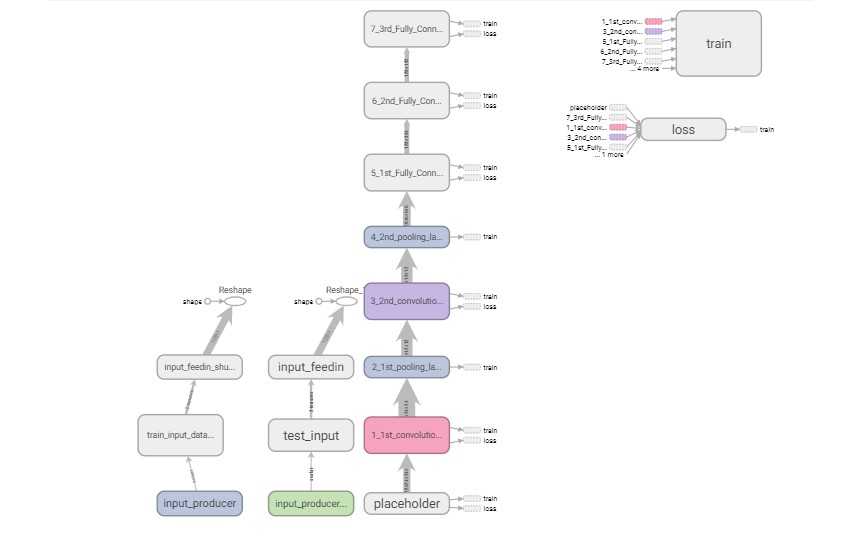 7_3rd_Fully_Conn...
train
loss
6_2nd_Fully_Con...
train
loss
5_1st_Fully_Conn...
train
loss
4_2nd_pooling_la...
train
3_2nd_convolutio...
train
loss
2_1st_pooling_la...
train
1_1st_convolutio...
train
loss
placeholder
train
loss
Reshape
shape
input_feedin_shu...
train_input_data...
input_producer
Reshape_
shape
input_feedin
test_input
input_producer...
1_1st_conv...
3_2nd_con...
5_1st_Fully...
6_2nd_Fully...
7_3rd_Fully...
... 4 more
train
placeholder
7_3rd_Fully...
1_1st_conv...
3_2nd_con...
5_1st_Fully...
... 1 more
loss
train